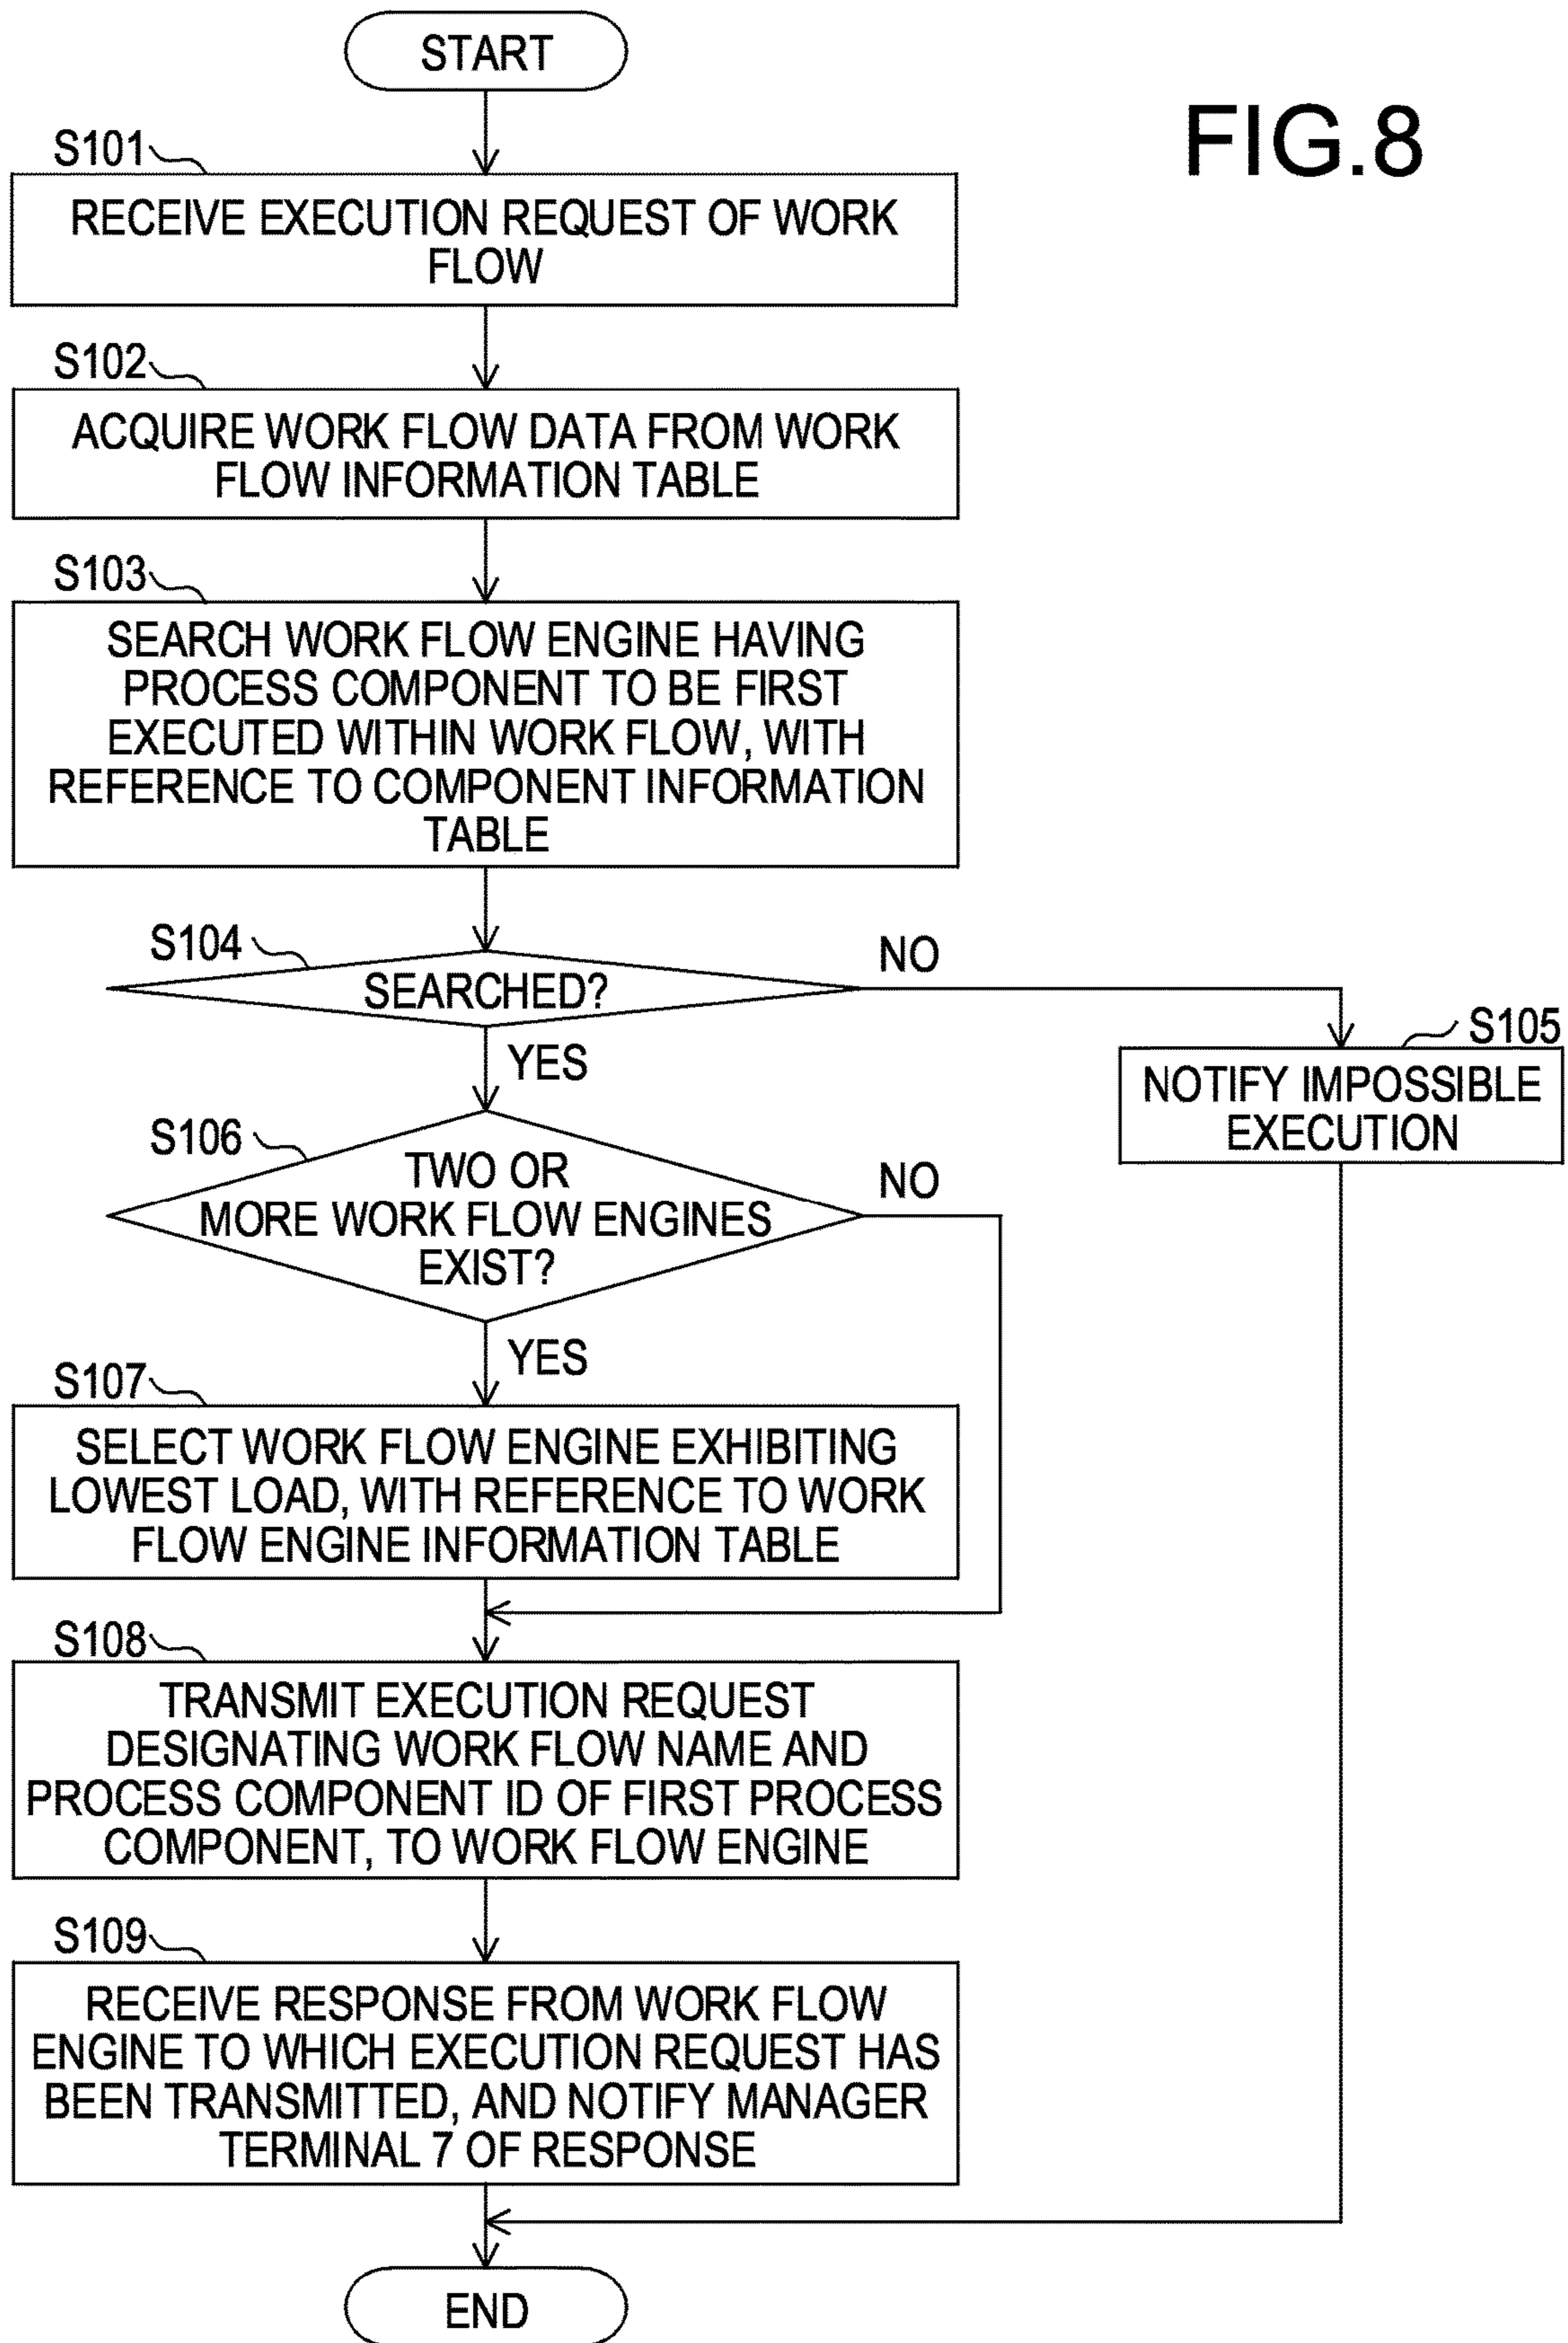 START
FIG.8
S101
RECEIVE EXECUTION REQUEST OF WORK
FLOW
S102
ACQUIRE WORK FLOW DATA FROM WORK
FLOW INFORMATION TABLE
S103
SEARCH WORK FLOW ENGINE HAVING
PROCESS COMPONENT TO BE FIRST
EXECUTED WITHIN WORK FLOW, WITH
REFERENCE TO COMPONENT INFORMATION
TABLE
S104
SEARCHED?
NO
YES
S105
NOTIFY IMPOSSIBLE
EXECUTION
S106
TWO OR
MORE WORK FLOW ENGINES
EXIST?
NO
YES
S107
SELECT WORK FLOW ENGINE EXHIBITING
LOWEST LOAD, WITH REFERENCE TO WORK
FLOW ENGINE INFORMATION TABLE
S108
TRANSMIT EXECUTION REQUEST
DESIGNATING WORK FLOW NAME AND
PROCESS COMPONENT ID OF FIRST PROCESS
COMPONENT, TO WORK FLOW ENGINE
S109
RECEIVE RESPONSE FROM WORK FLOW
ENGINE TO WHICH EXECUTION REQUEST HAS
BEEN TRANSMITTED, AND NOTIFY MANAGER
TERMINAL 7 OF RESPONSE
END